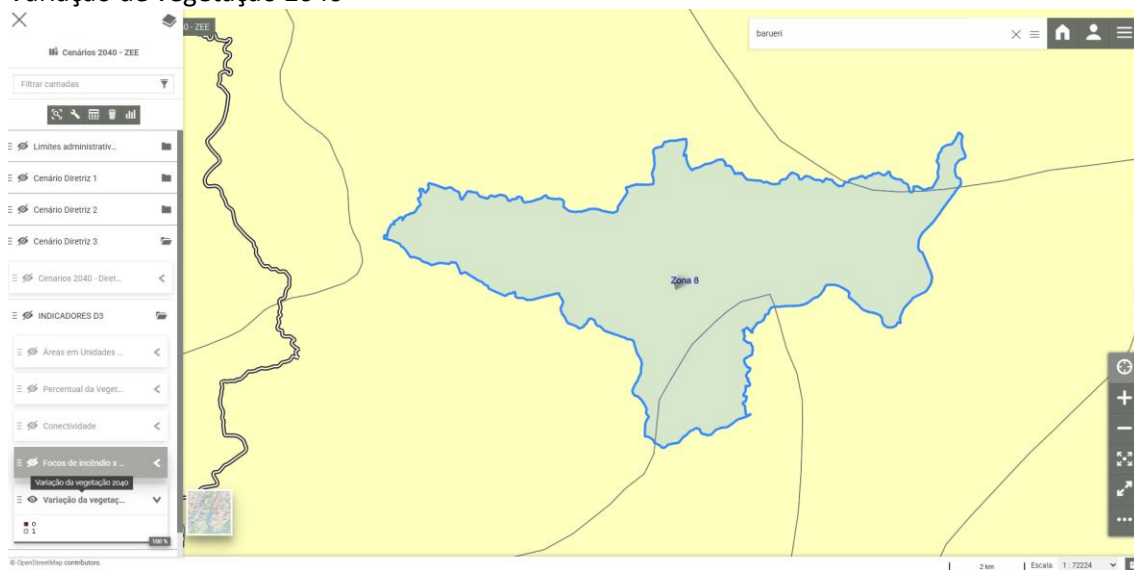 Variação de vegetação 2040
0 - ZEE
Cenários 2040 - ZEE
Filtrar camadas
Limites administrativ...
Cenário Diretriz 1
Cenário Diretriz 2
Cenário Diretriz 3
Cenarios 2040 - Diret...
INDICADORES D3
Áreas em Unidades ...
Percentual da Veget...
Conectividade
Focos de incêndio x ...
Variação da vegetação 2040
Variação da vegetaç...
0
1
100 %
barueri
Zona 8
© OpenStreetMap contributors.
2 km
Escala: 1 : 72224